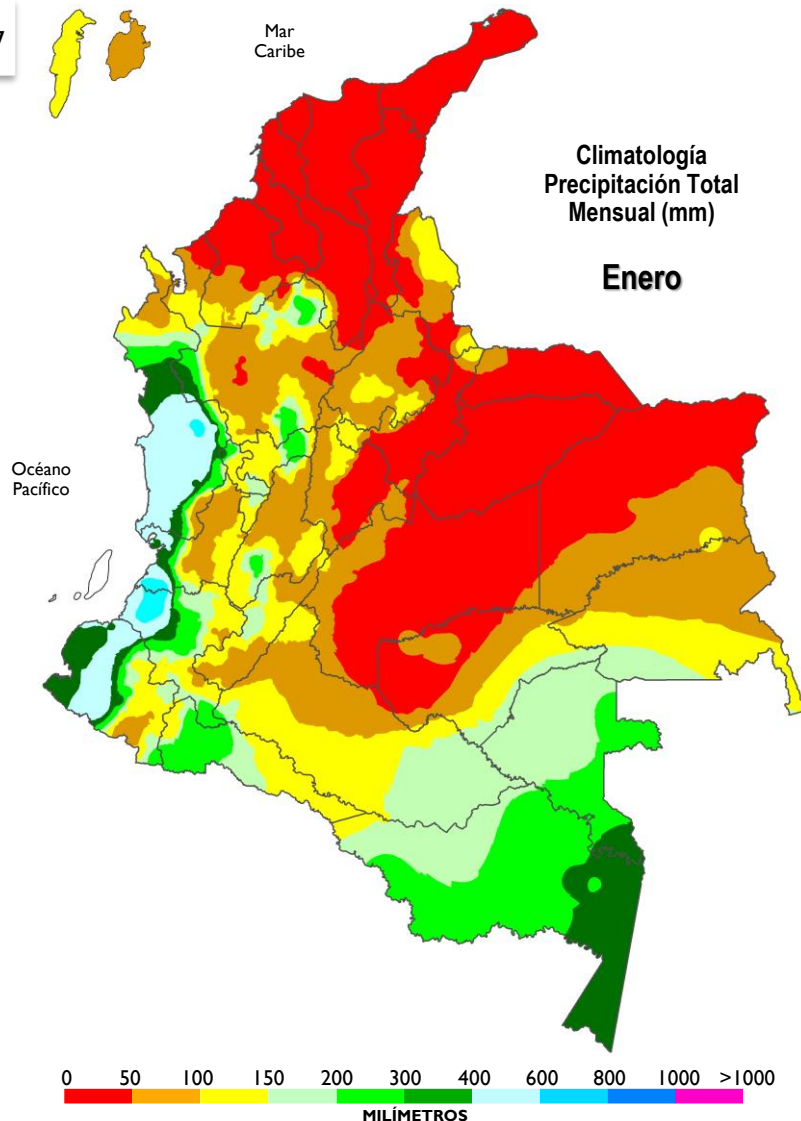 Mar
Caribe
Climatología
Precipitación Total
Mensual (mm)
Enero
Océano
Pacífico
0 50 100 150 200 300 400 600 800 1000 >1000
MILÍMETROS